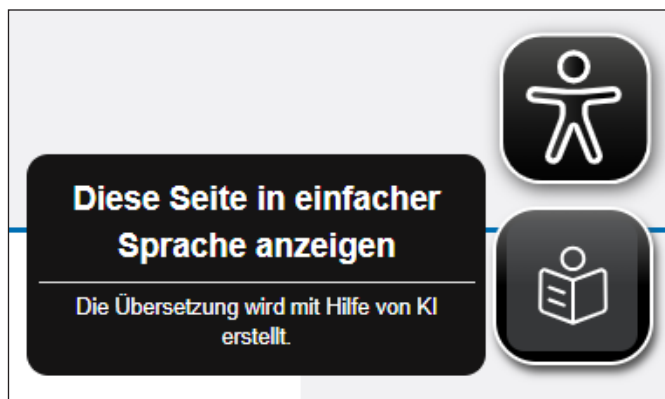 Diese Seite in einfacher
Sprache anzeigen
Die Übersetzung wird mit Hilfe von KI
erstellt.